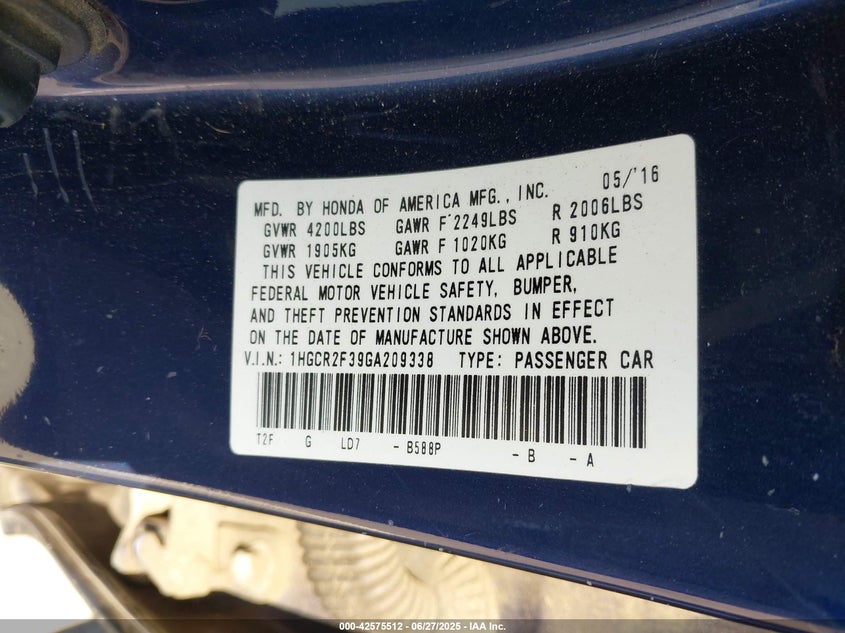 MFD. BY HONDA OF AMERICA MFG., INC. 05/'16
GVWR 4200LBS GAWR F 2249LBS R 2006LBS
GVWR 1905KG GAWR F 1020KG R 910KG
THIS VEHICLE CONFORMS TO ALL APPLICABLE
FEDERAL MOTOR VEHICLE SAFETY, BUMPER,
AND THEFT PREVENTION STANDARDS IN EFFECT
ON THE DATE OF MANUFACTURE SHOWN ABOVE.
V.I.N.: 1HGCR2F39GA209338 TYPE: PASSENGER CAR
T2F G LD7 - B588P - B - A
000-42575512 | 06/27/2025 - IAA Inc.